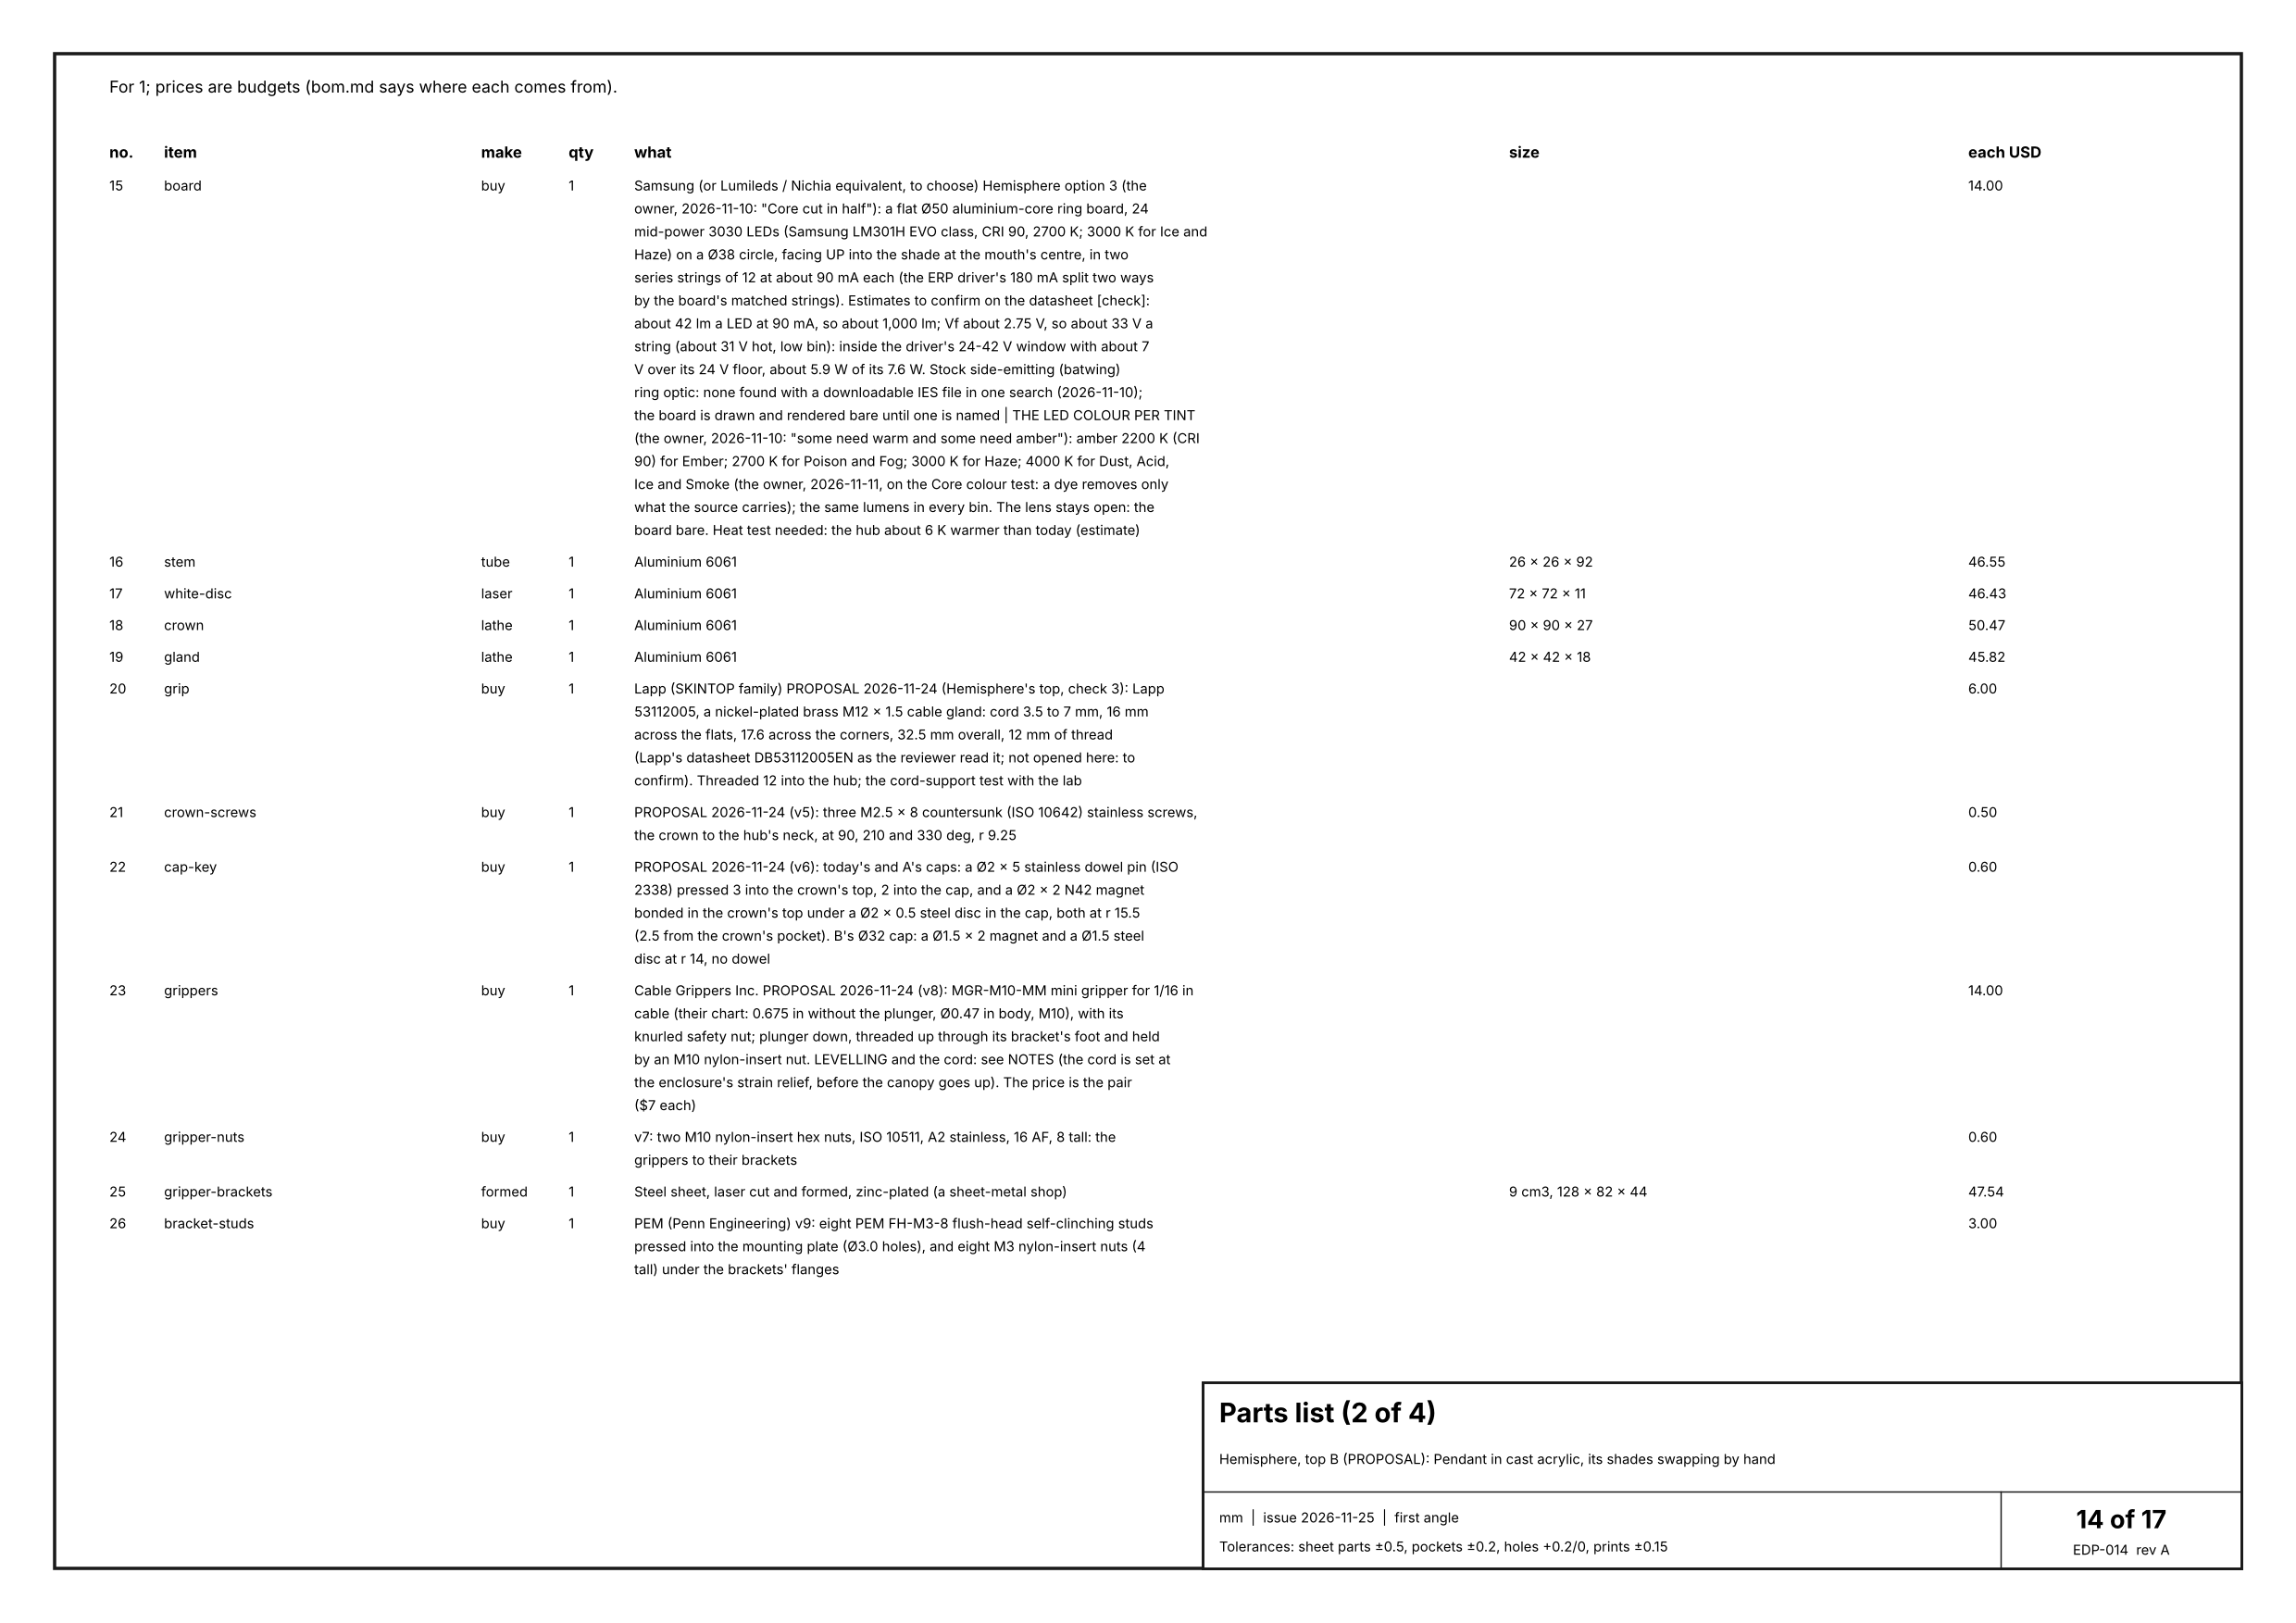 For 1; prices are budgets (bom.md says where each comes from).
no. item make qty what size each USD
15 board buy 1 Samsung (or Lumileds / Nichia equivalent, to choose) Hemisphere option 3 (the 14.00
owner, 2026-11-10: "Core cut in half"): a flat Ø50 aluminium-core ring board, 24
mid-power 3030 LEDs (Samsung LM301H EVO class, CRI 90, 2700 K; 3000 K for Ice and
Haze) on a Ø38 circle, facing UP into the shade at the mouth's centre, in two
series strings of 12 at about 90 mA each (the ERP driver's 180 mA split two ways
by the board's matched strings). Estimates to confirm on the datasheet [check]:
about 42 lm a LED at 90 mA, so about 1,000 lm; Vf about 2.75 V, so about 33 V a
string (about 31 V hot, low bin): inside the driver's 24-42 V window with about 7
V over its 24 V floor, about 5.9 W of its 7.6 W. Stock side-emitting (batwing)
ring optic: none found with a downloadable IES file in one search (2026-11-10);
the board is drawn and rendered bare until one is named | THE LED COLOUR PER TINT
(the owner, 2026-11-10: "some need warm and some need amber"): amber 2200 K (CRI
90) for Ember; 2700 K for Poison and Fog; 3000 K for Haze; 4000 K for Dust, Acid,
Ice and Smoke (the owner, 2026-11-11, on the Core colour test: a dye removes only
what the source carries); the same lumens in every bin. The lens stays open: the
board bare. Heat test needed: the hub about 6 K warmer than today (estimate)
16 stem tube 1 Aluminium 6061 26 × 26 × 92 46.55
17 white-disc laser 1 Aluminium 6061 72 × 72 × 11 46.43
18 crown lathe 1 Aluminium 6061 90 × 90 × 27 50.47
19 gland lathe 1 Aluminium 6061 42 × 42 × 18 45.82
20 grip buy 1 Lapp (SKINTOP family) PROPOSAL 2026-11-24 (Hemisphere's top, check 3): Lapp 6.00
53112005, a nickel-plated brass M12 × 1.5 cable gland: cord 3.5 to 7 mm, 16 mm
across the flats, 17.6 across the corners, 32.5 mm overall, 12 mm of thread
(Lapp's datasheet DB53112005EN as the reviewer read it; not opened here: to
confirm). Threaded 12 into the hub; the cord-support test with the lab
21 crown-screws buy 1 PROPOSAL 2026-11-24 (v5): three M2.5 × 8 countersunk (ISO 10642) stainless screws, 0.50
the crown to the hub's neck, at 90, 210 and 330 deg, r 9.25
22 cap-key buy 1 PROPOSAL 2026-11-24 (v6): today's and A's caps: a Ø2 × 5 stainless dowel pin (ISO 0.60
2338) pressed 3 into the crown's top, 2 into the cap, and a Ø2 × 2 N42 magnet
bonded in the crown's top under a Ø2 × 0.5 steel disc in the cap, both at r 15.5
(2.5 from the crown's pocket). B's Ø32 cap: a Ø1.5 × 2 magnet and a Ø1.5 steel
disc at r 14, no dowel
23 grippers buy 1 Cable Grippers Inc. PROPOSAL 2026-11-24 (v8): MGR-M10-MM mini gripper for 1/16 in 14.00
cable (their chart: 0.675 in without the plunger, Ø0.47 in body, M10), with its
knurled safety nut; plunger down, threaded up through its bracket's foot and held
by an M10 nylon-insert nut. LEVELLING and the cord: see NOTES (the cord is set at
the enclosure's strain relief, before the canopy goes up). The price is the pair
($7 each)
24 gripper-nuts buy 1 v7: two M10 nylon-insert hex nuts, ISO 10511, A2 stainless, 16 AF, 8 tall: the 0.60
grippers to their brackets
25 gripper-brackets formed 1 Steel sheet, laser cut and formed, zinc-plated (a sheet-metal shop) 9 cm3, 128 × 82 × 44 47.54
26 bracket-studs buy 1 PEM (Penn Engineering) v9: eight PEM FH-M3-8 flush-head self-clinching studs 3.00
pressed into the mounting plate (Ø3.0 holes), and eight M3 nylon-insert nuts (4
tall) under the brackets' flanges
Parts list (2 of 4)
Hemisphere, top B (PROPOSAL): Pendant in cast acrylic, its shades swapping by hand
mm | issue 2026-11-25 | first angle
Tolerances: sheet parts ±0.5, pockets ±0.2, holes +0.2/0, prints ±0.15
14 of 17
EDP-014 rev A